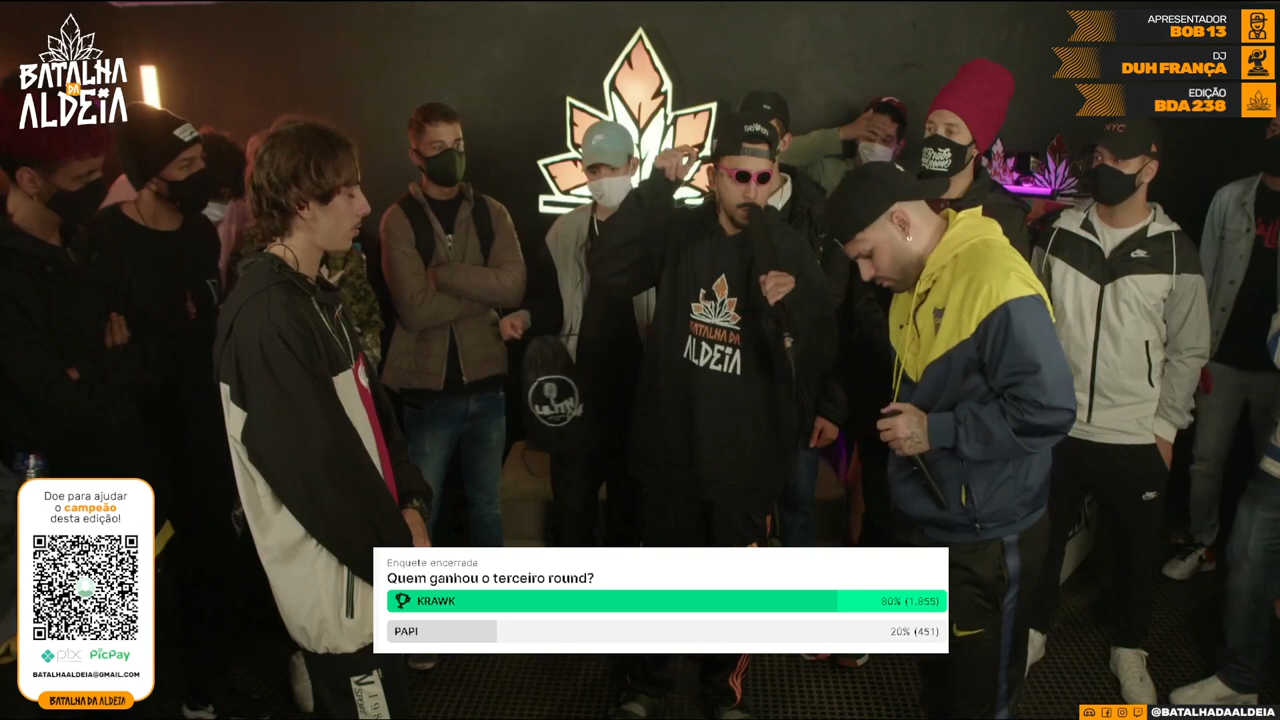 BATALHA
DA
ALDEIA
APRESENTADOR
BOB 13
DJ
DUH FRANÇA
EDIÇÃO
BDA 238
seven
NYC
BATALHA DA
ALDEIA
Doe para ajudar
o campeão
desta edição!
pix PicPay
BATALHAALDEIA@GMAIL.COM
BATALHA DA ALDEIA
Enquete encerrada
Quem ganhou o terceiro round?
KRAWK 80% (1.855)
PAPI 20% (451)
@BATALHADAALDEIA